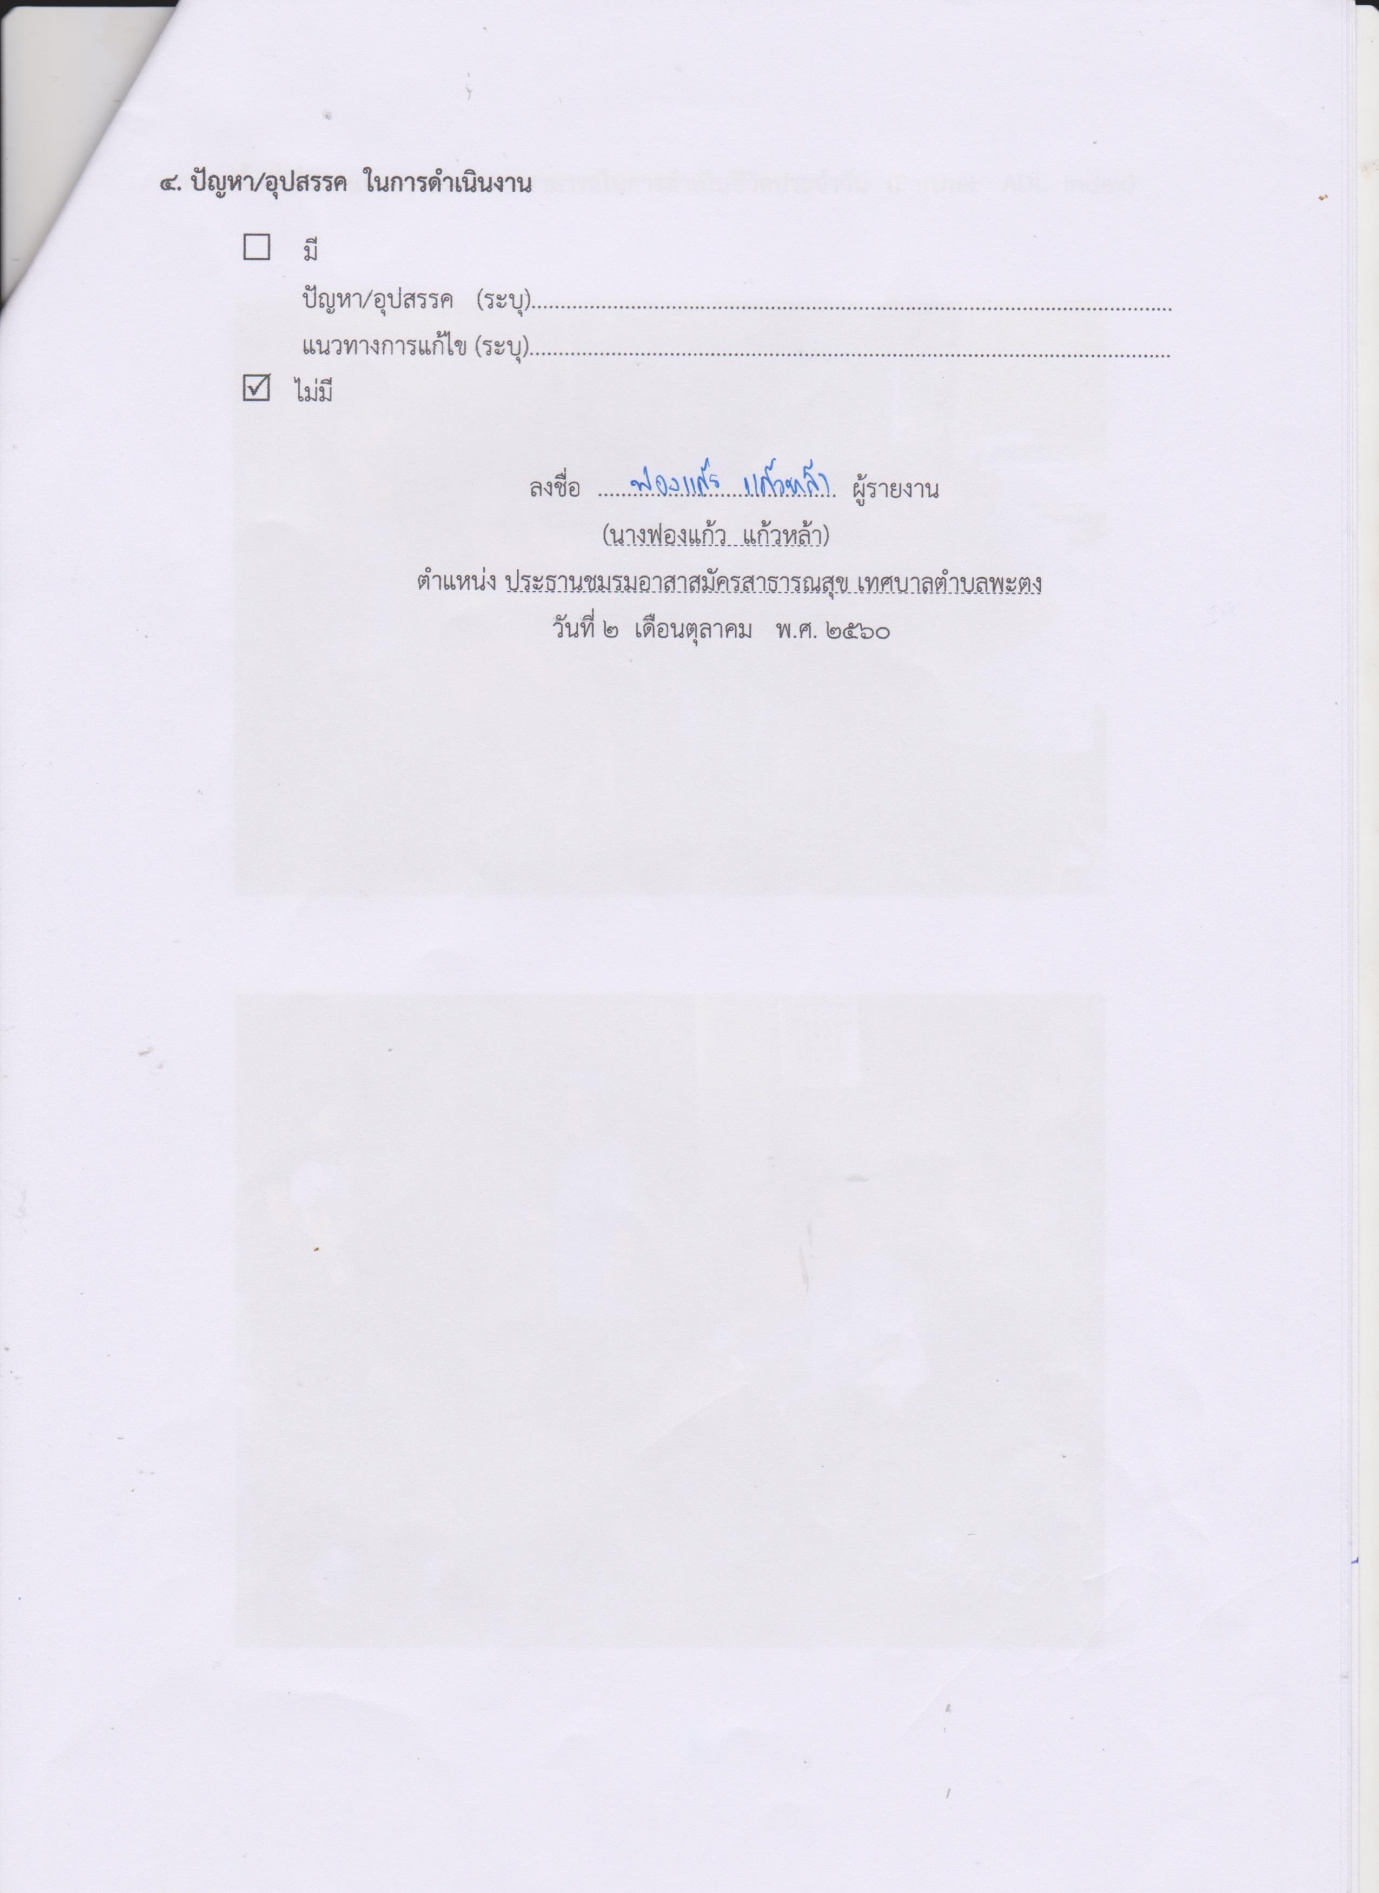 ๔. ปัญหา/อุปสรรค ในการดำเนินงาน
☐ มี
ปัญหา/อุปสรรค (ระบุ)..........................................................................................................
แนวทางการแก้ไข (ระบุ)..........................................................................................................
☑ ไม่มี
ลงชื่อ ฟองแก้ว แก้วหล้า ผู้รายงาน
(นางฟองแก้ว แก้วหล้า)
ตำแหน่ง ประธานชมรมอาสาสมัครสาธารณสุข เทศบาลตำบลพะตง
วันที่ ๒ เดือนตุลาคม พ.ศ. ๒๕๖๐